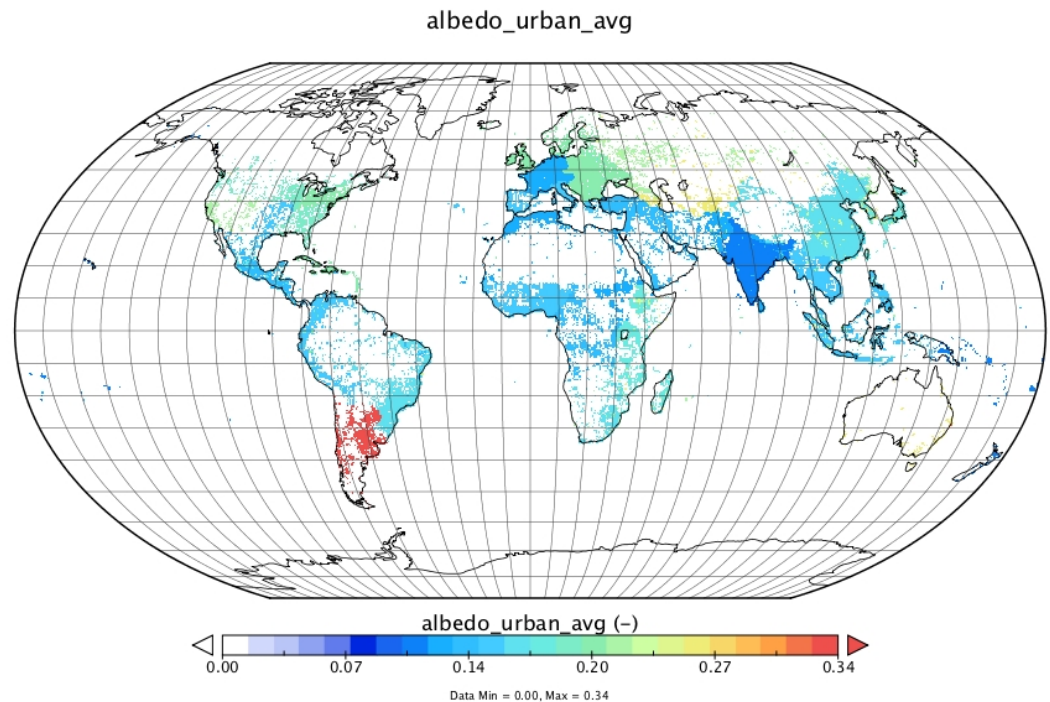 albedo_urban_avg
albedo_urban_avg (–)
0.00 0.07 0.14 0.20 0.27 0.34
Data Min = 0.00, Max = 0.34